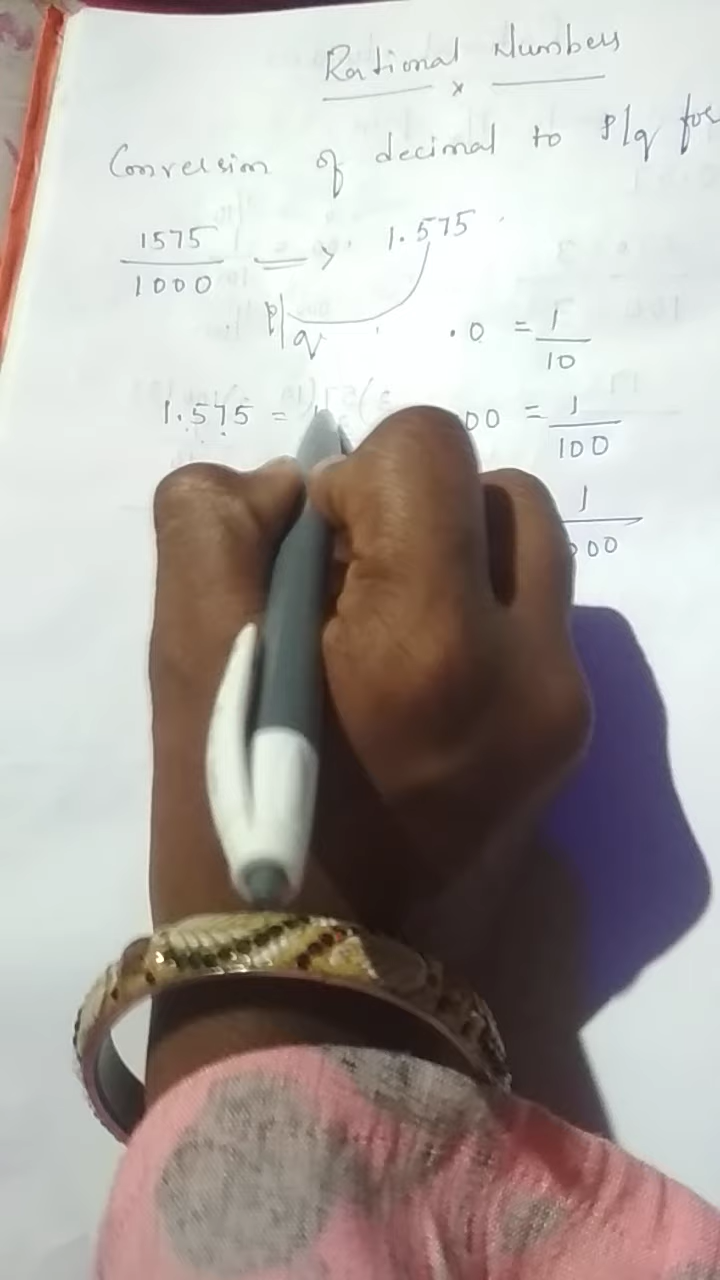 Rational Numbers
x
Conversion of decimal to P/q for
1575/1000 => 1.575
P/q
.0 = 1/10
1.575 = 00 = 1/100
1/000